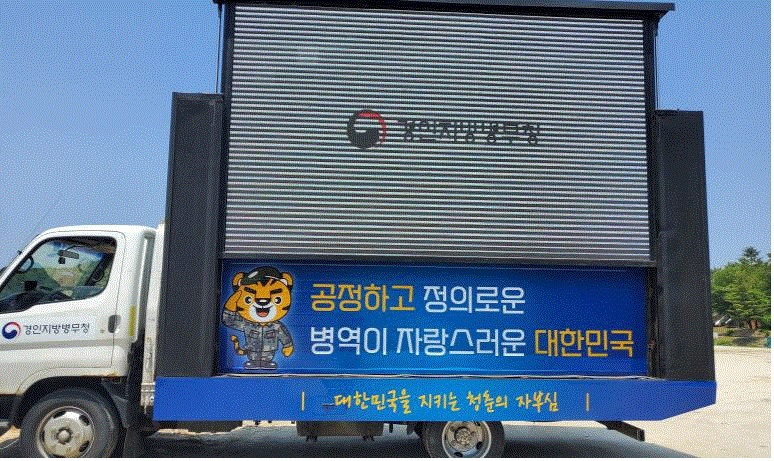 경인지방병무청
공정하고 정의로운
병역이 자랑스러운 대한민국
경인지방병무청
대한민국을 지키는 청춘의 자부심